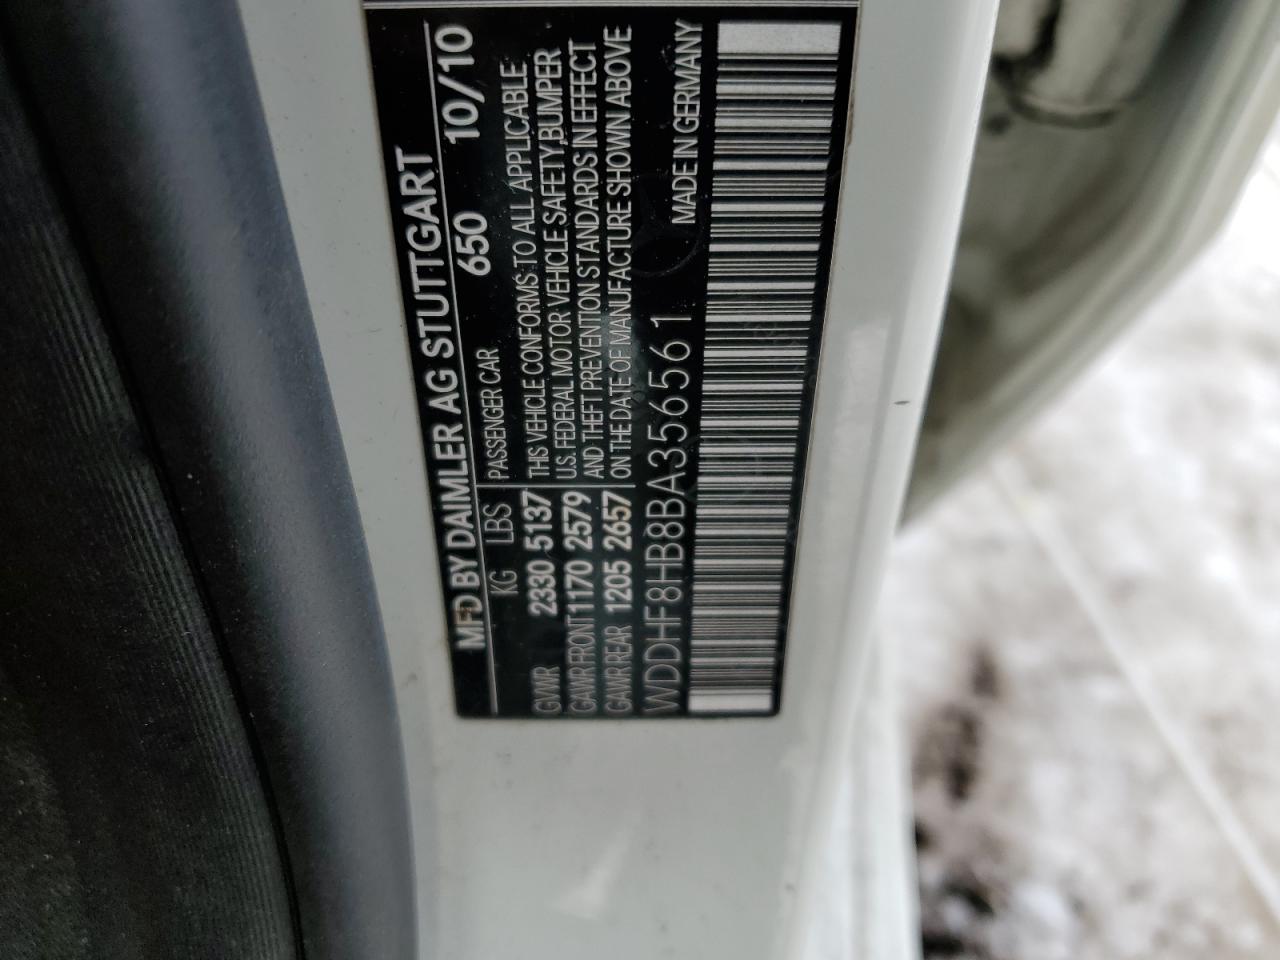 MFD BY DAIMLER AG STUTTGART
KG LBS 650 10/10
GVWR 2330 5137
GAWR FRONT 1170 2579
GAWR REAR 1205 2657
PASSENGER CAR
THIS VEHICLE CONFORMS TO ALL APPLICABLE
U.S. FEDERAL MOTOR VEHICLE SAFETY, BUMPER
AND THEFT PREVENTION STANDARDS IN EFFECT
ON THE DATE OF MANUFACTURE SHOWN ABOVE
WDDHF8HB8BA356561
MADE IN GERMANY